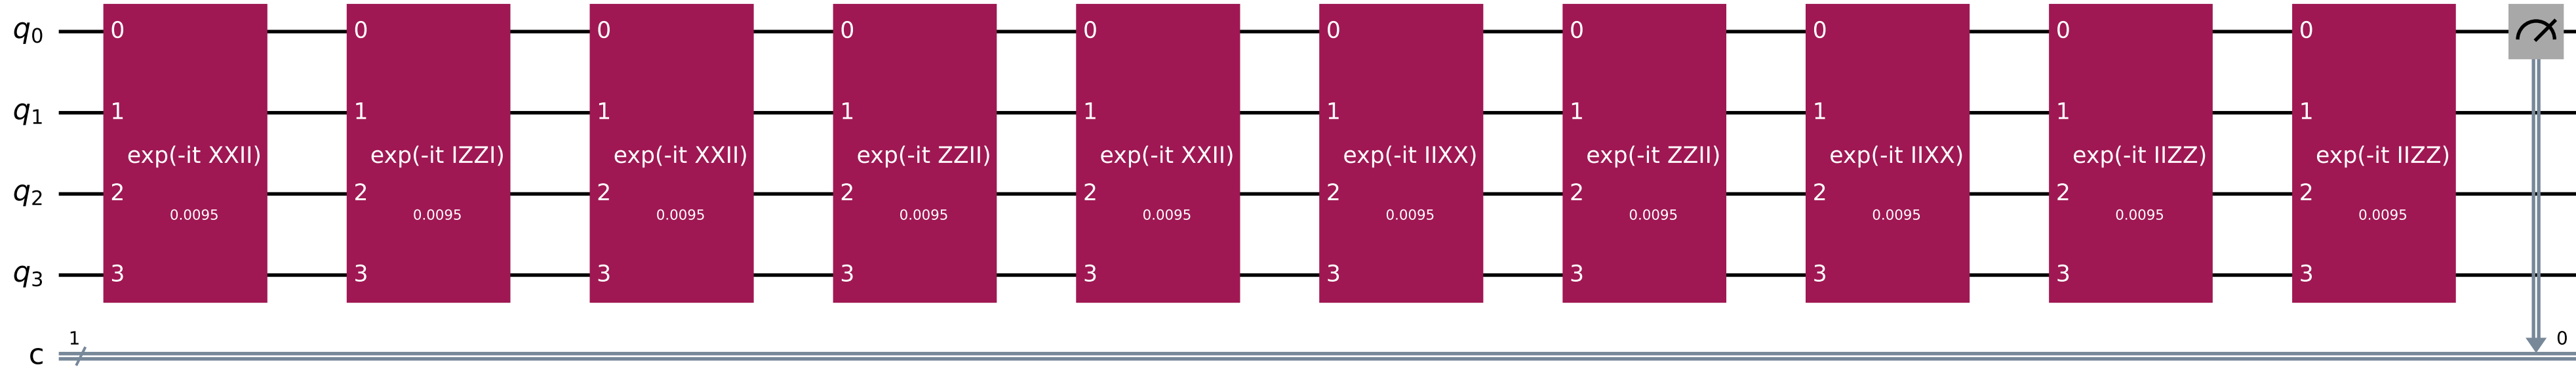 q0 0 0 0 0 0 0 0 0 0 0
q1 1 1 1 1 1 1 1 1 1 1
exp(-it XXII) exp(-it IZZI) exp(-it XXII) exp(-it ZZII) exp(-it XXII) exp(-it IIXX) exp(-it ZZII) exp(-it IIXX) exp(-it IIZZ) exp(-it IIZZ)
q2 2 2 2 2 2 2 2 2 2 2
0.0095 0.0095 0.0095 0.0095 0.0095 0.0095 0.0095 0.0095 0.0095 0.0095
q3 3 3 3 3 3 3 3 3 3 3
1 0
c